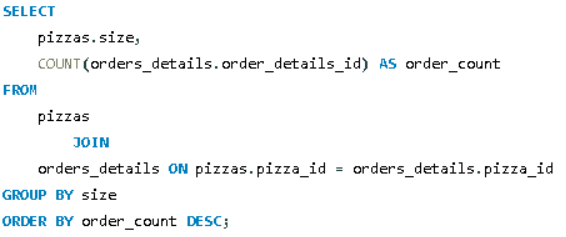 SELECT
pizzas.size,
COUNT(orders_details.order_details_id) AS order_count
FROM
pizzas
JOIN
orders_details ON pizzas.pizza_id = orders_details.pizza_id
GROUP BY size
ORDER BY order_count DESC;